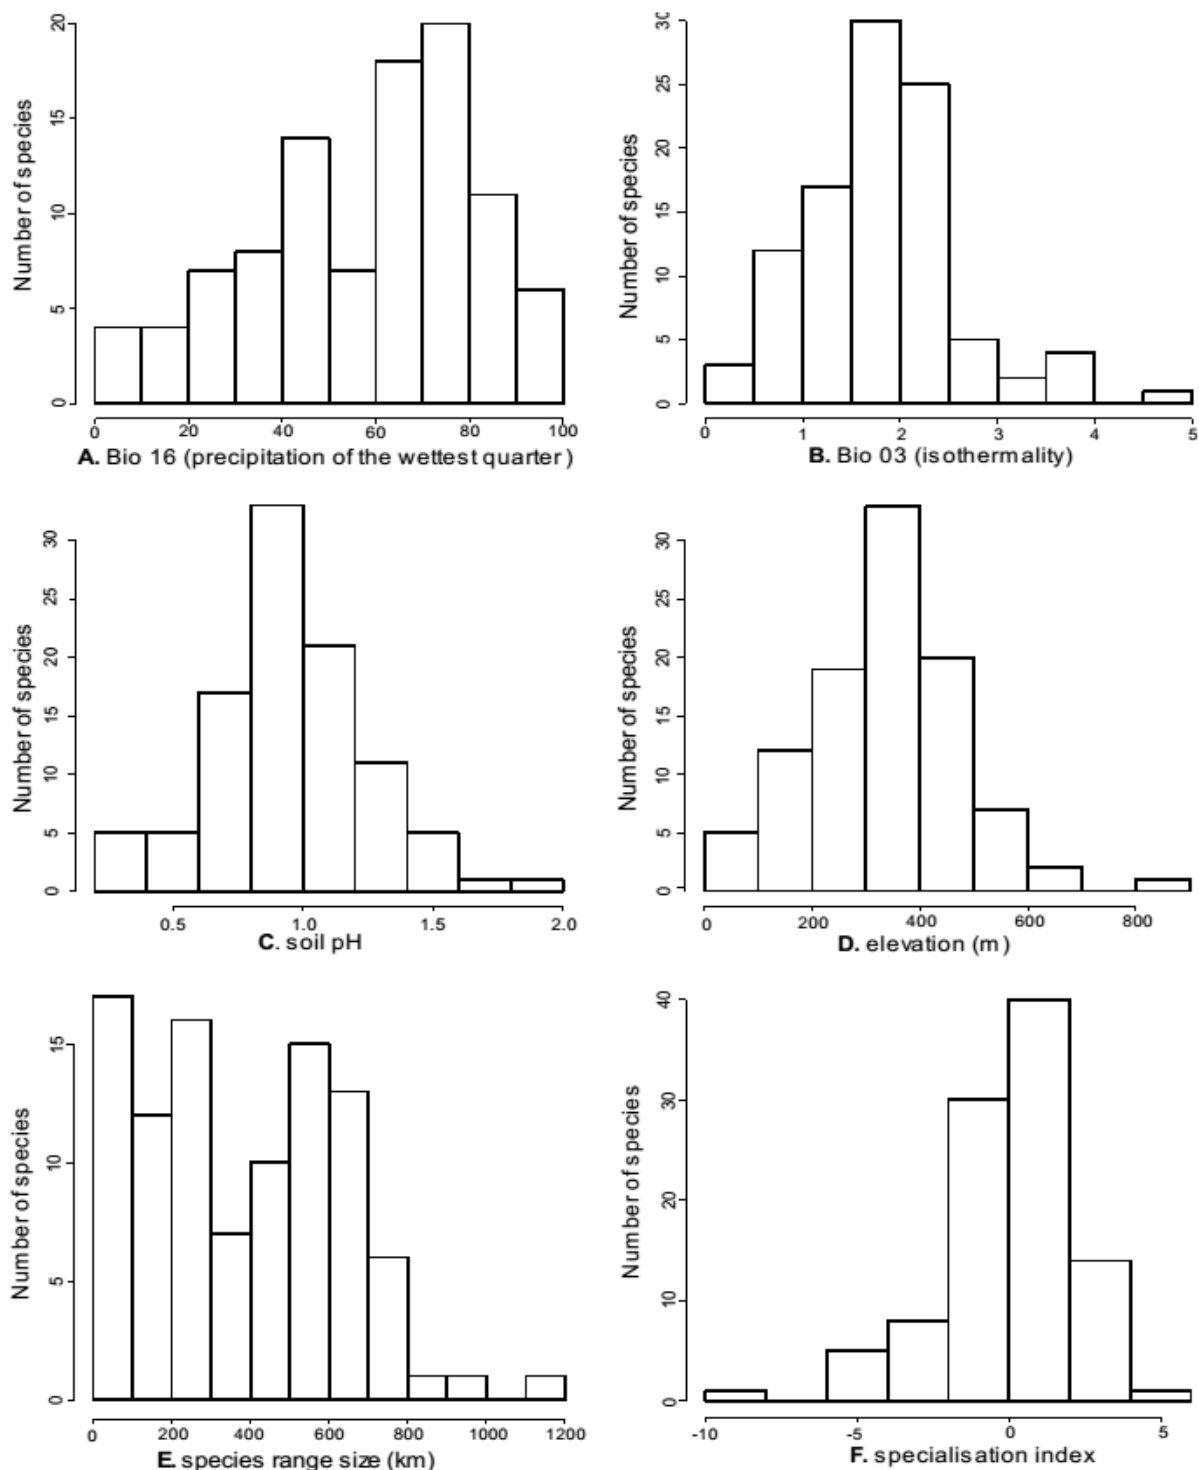 Number of species
0 5 10 15 20
0 20 40 60 80 100
A. Bio 16 (precipitation of the wettest quarter)
Number of species
0 5 10 15 20 25 30
0 1 2 3 4 5
B. Bio 03 (isothermality)
Number of species
0 5 10 15 20 25 30
0.5 1.0 1.5 2.0
C. soil pH
Number of species
0 5 10 15 20 25 30
0 200 400 600 800
D. elevation (m)
Number of species
0 5 10 15
0 200 400 600 800 1000 1200
E. species range size (km)
Number of species
0 10 20 30 40
-10 -5 0 5
F. specialisation index